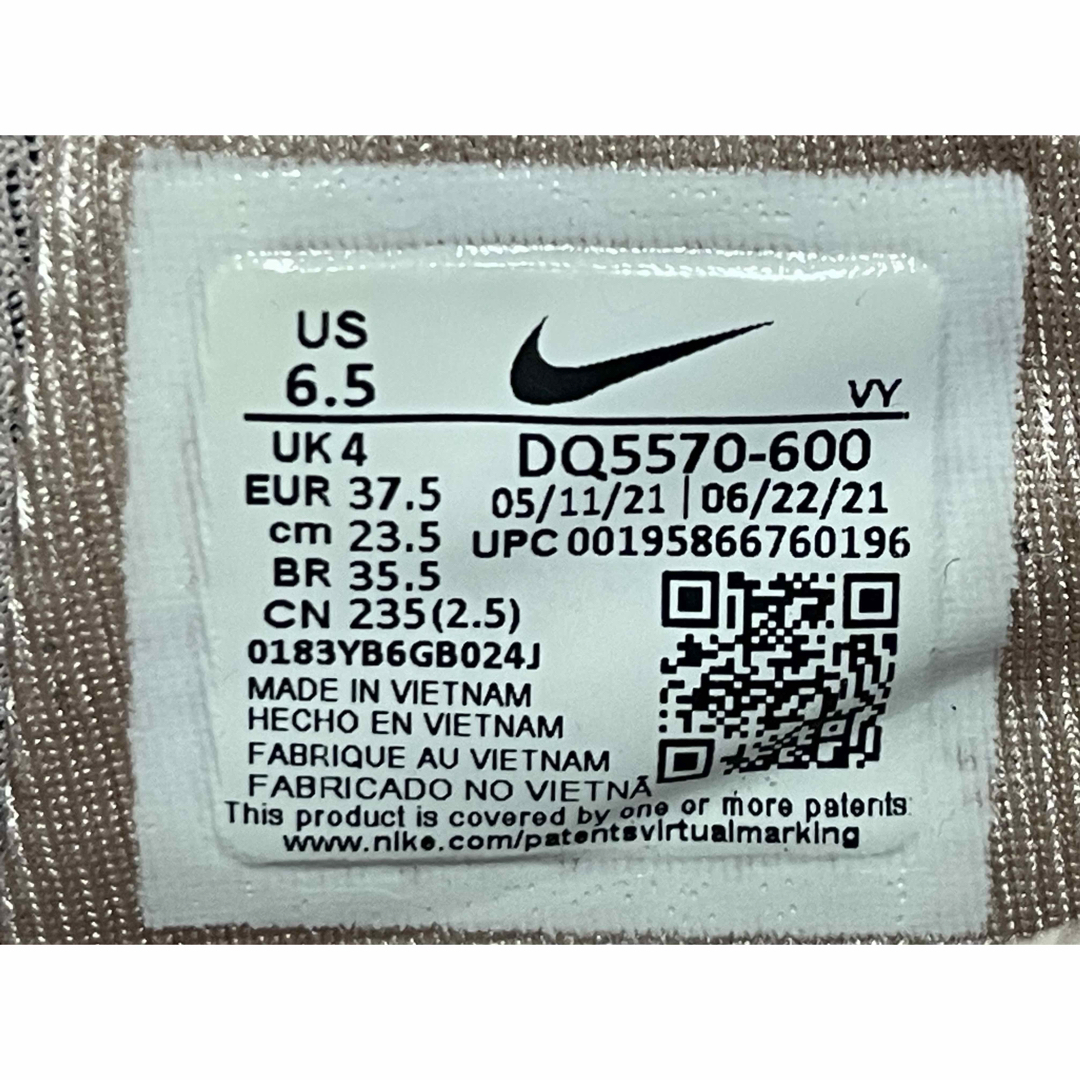 US
6.5
VY
UK 4
EUR 37.5
cm 23.5
BR 35.5
CN 235(2.5)
DQ5570-600
05/11/21 | 06/22/21
UPC 00195866760196
0183YB6GB024J
MADE IN VIETNAM
HECHO EN VIETNAM
FABRIQUE AU VIETNAM
FABRICADO NO VIETNÃ
This product is covered by one or more patents.
www.nike.com/patentsvirtualmarking